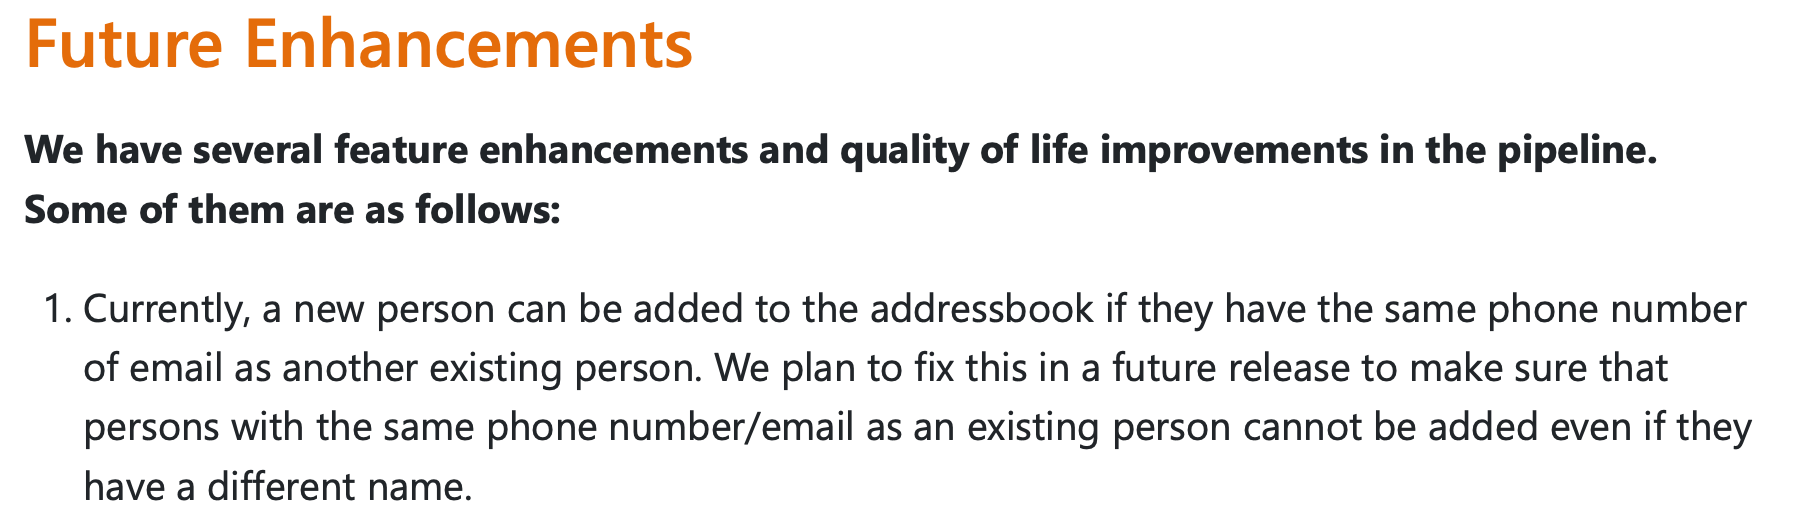 Future Enhancements
We have several feature enhancements and quality of life improvements in the pipeline.
Some of them are as follows:
1. Currently, a new person can be added to the addressbook if they have the same phone number
of email as another existing person. We plan to fix this in a future release to make sure that
persons with the same phone number/email as an existing person cannot be added even if they
have a different name.